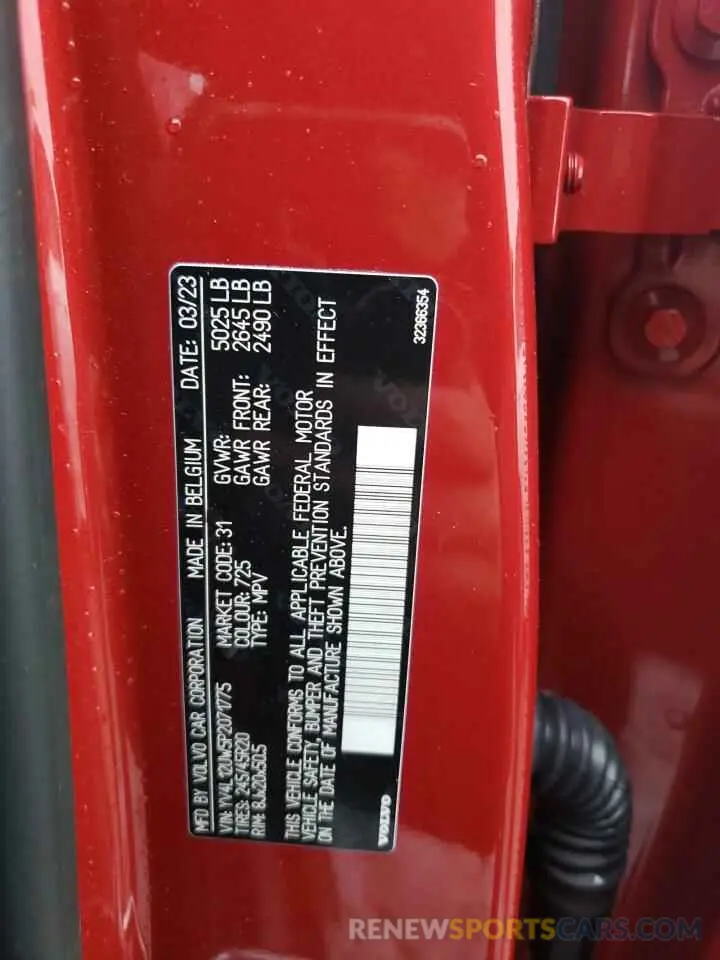 MFD BY VOLVO CAR CORPORATION MADE IN BELGIUM DATE: 03/23
VIN: YV4L12UW5P2071775 MARKET CODE: 31 GVWR: 5025 LB
TIRES: 245/45R20 COLOUR: 725 GAWR FRONT: 2645 LB
RIM: 8Jx20x50.5 TYPE: MPV GAWR REAR: 2490 LB
THIS VEHICLE CONFORMS TO ALL APPLICABLE FEDERAL MOTOR
VEHICLE SAFETY, BUMPER AND THEFT PREVENTION STANDARDS IN EFFECT
ON THE DATE OF MANUFACTURE SHOWN ABOVE.
VOLVO 32366354
RENEWSPORTSCARS.COM